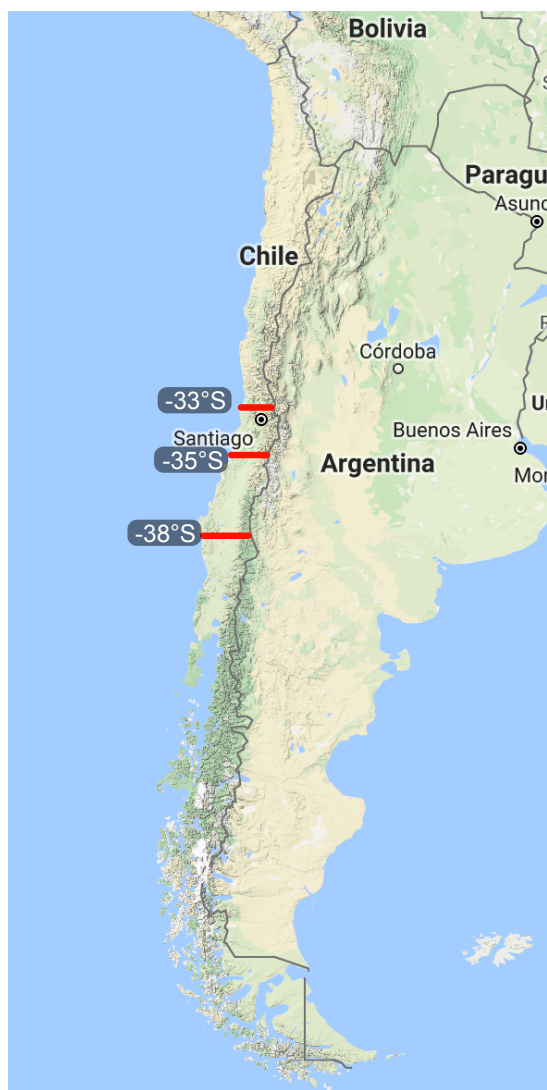 Bolivia
S
Paragu
Asunc
Chile
Córdoba
-33°S
Santiago
-35°S
Buenos Aires
U
Argentina
Mon
-38°S